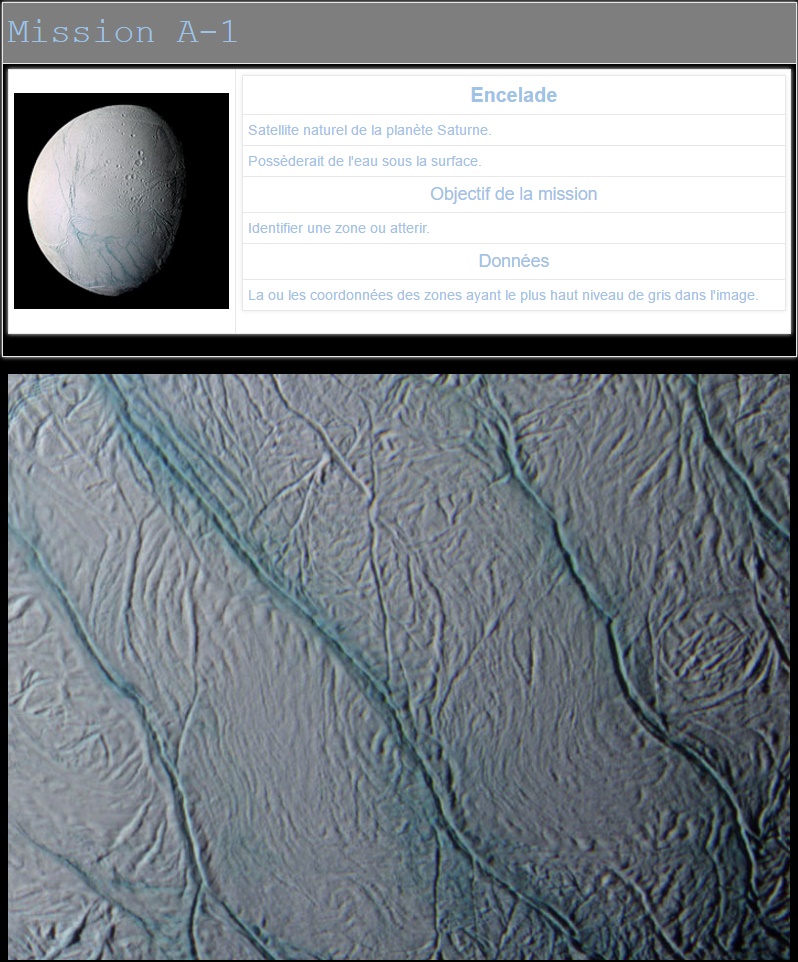 Mission A-1
Encelade
Satellite naturel de la planète Saturne.
Possèderait de l'eau sous la surface.
Objectif de la mission
Identifier une zone ou atterir.
Données
La ou les coordonnées des zones ayant le plus haut niveau de gris dans l'image.